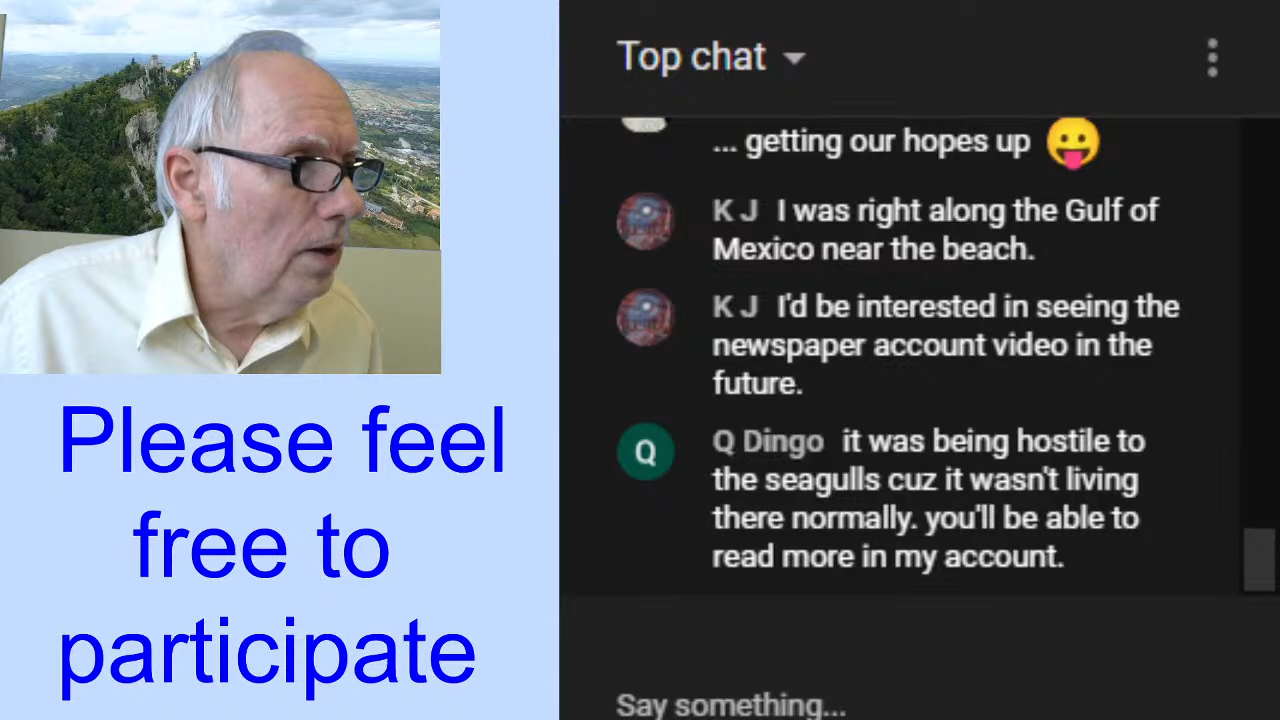 Please feel
free to
participate
Top chat
... getting our hopes up 😛
K J I was right along the Gulf of
Mexico near the beach.
K J I'd be interested in seeing the
newspaper account video in the
future.
Q
Q Dingo it was being hostile to
the seagulls cuz it wasn't living
there normally. you'll be able to
read more in my account.
Say something...